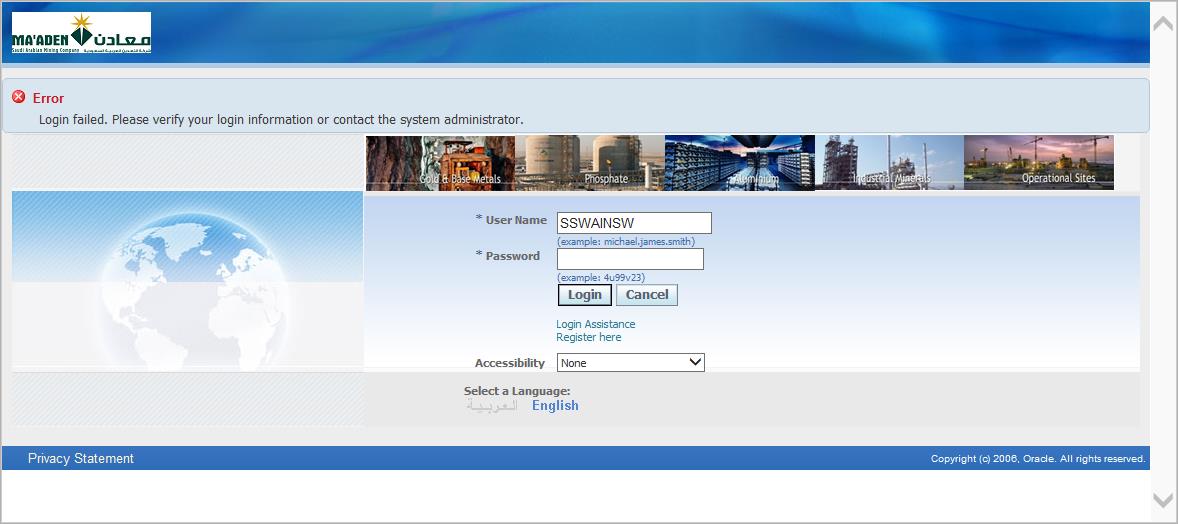 MA'ADEN معادن
Saudi Arabian Mining Company شركة التعدين العربية السعودية
Error
Login failed. Please verify your login information or contact the system administrator.
Gold & Base Metals
Phosphate
Aluminium
Industrial Minerals
Operational Sites
* User Name SSWAINSW
(example: michael.james.smith)
* Password
(example: 4u99v23)
Login Cancel
Login Assistance
Register here
Accessibility None
Select a Language:
العربية English
Privacy Statement
Copyright (c) 2006, Oracle. All rights reserved.